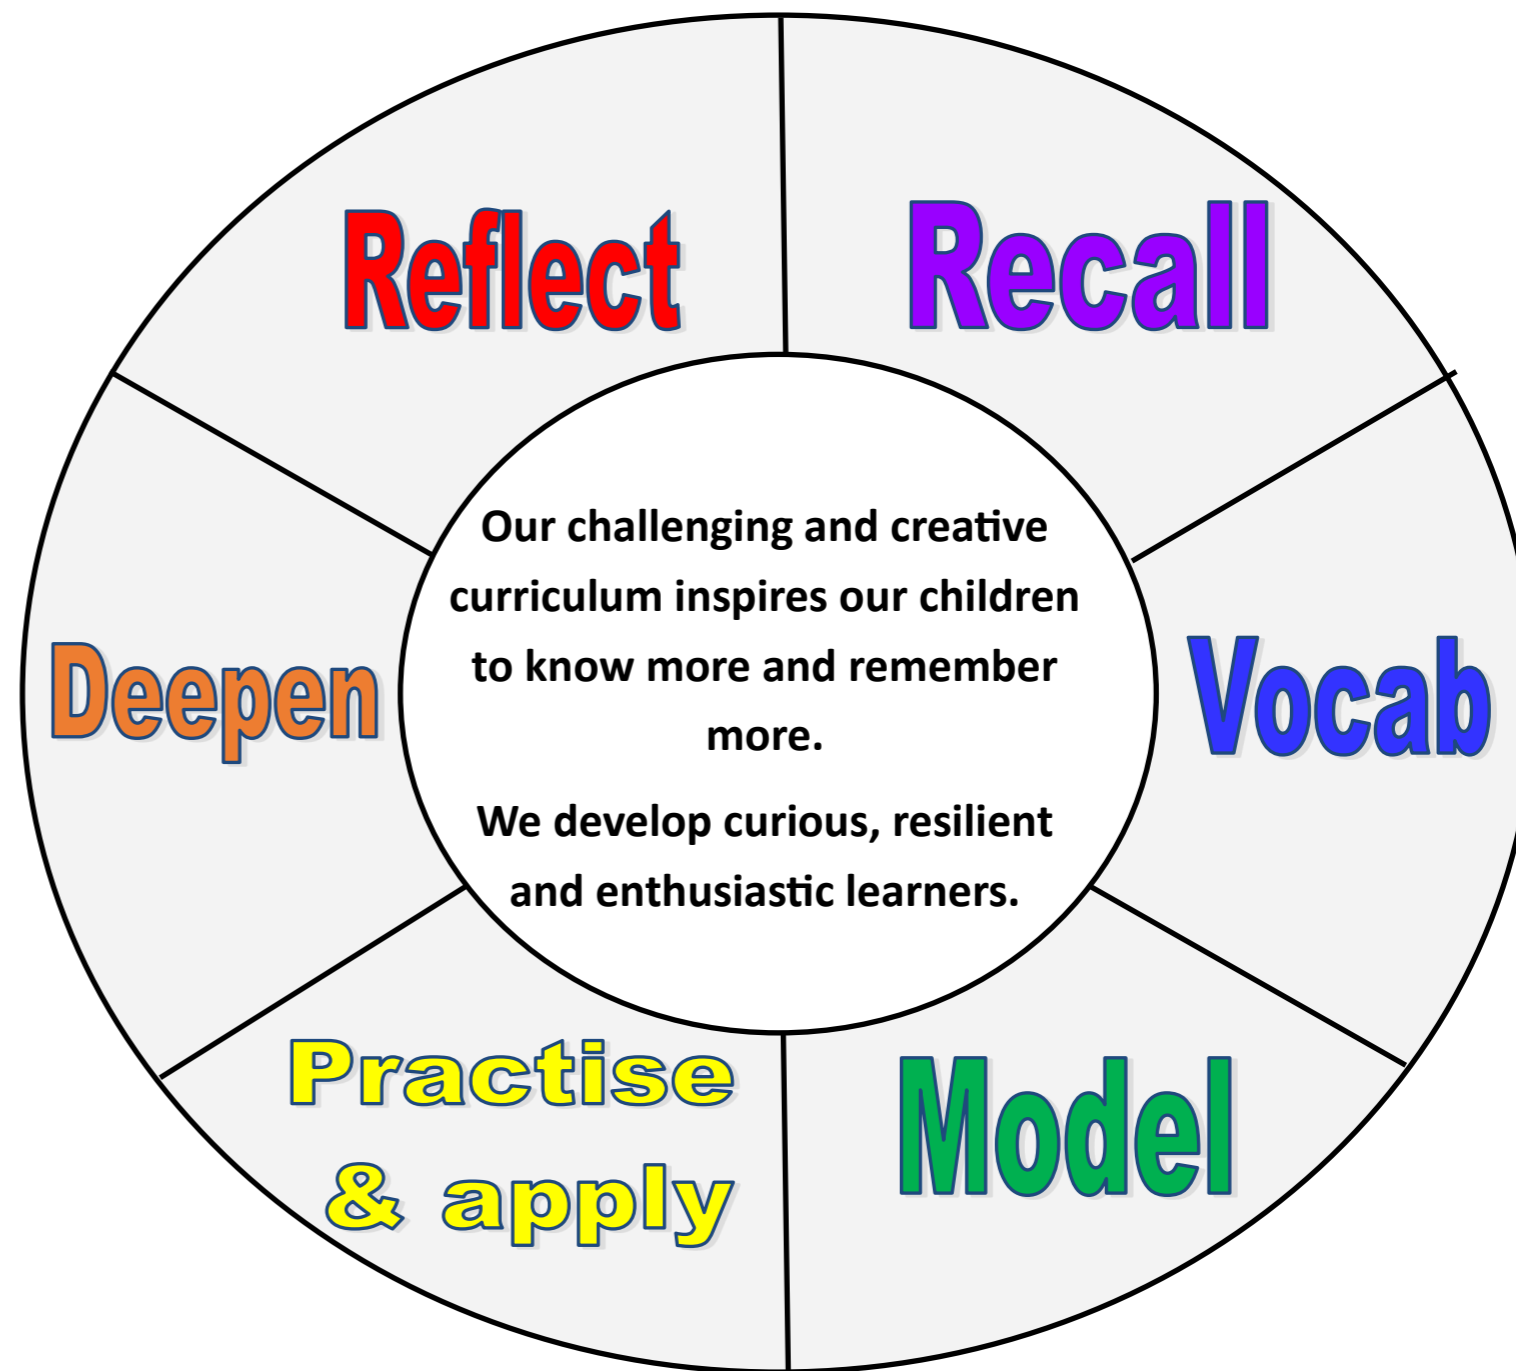 Reflect
Recall
Our challenging and creative
curriculum inspires our children
to know more and remember
more.
We develop curious, resilient
and enthusiastic learners.
Deepen
Vocab
Practise
& apply
Model